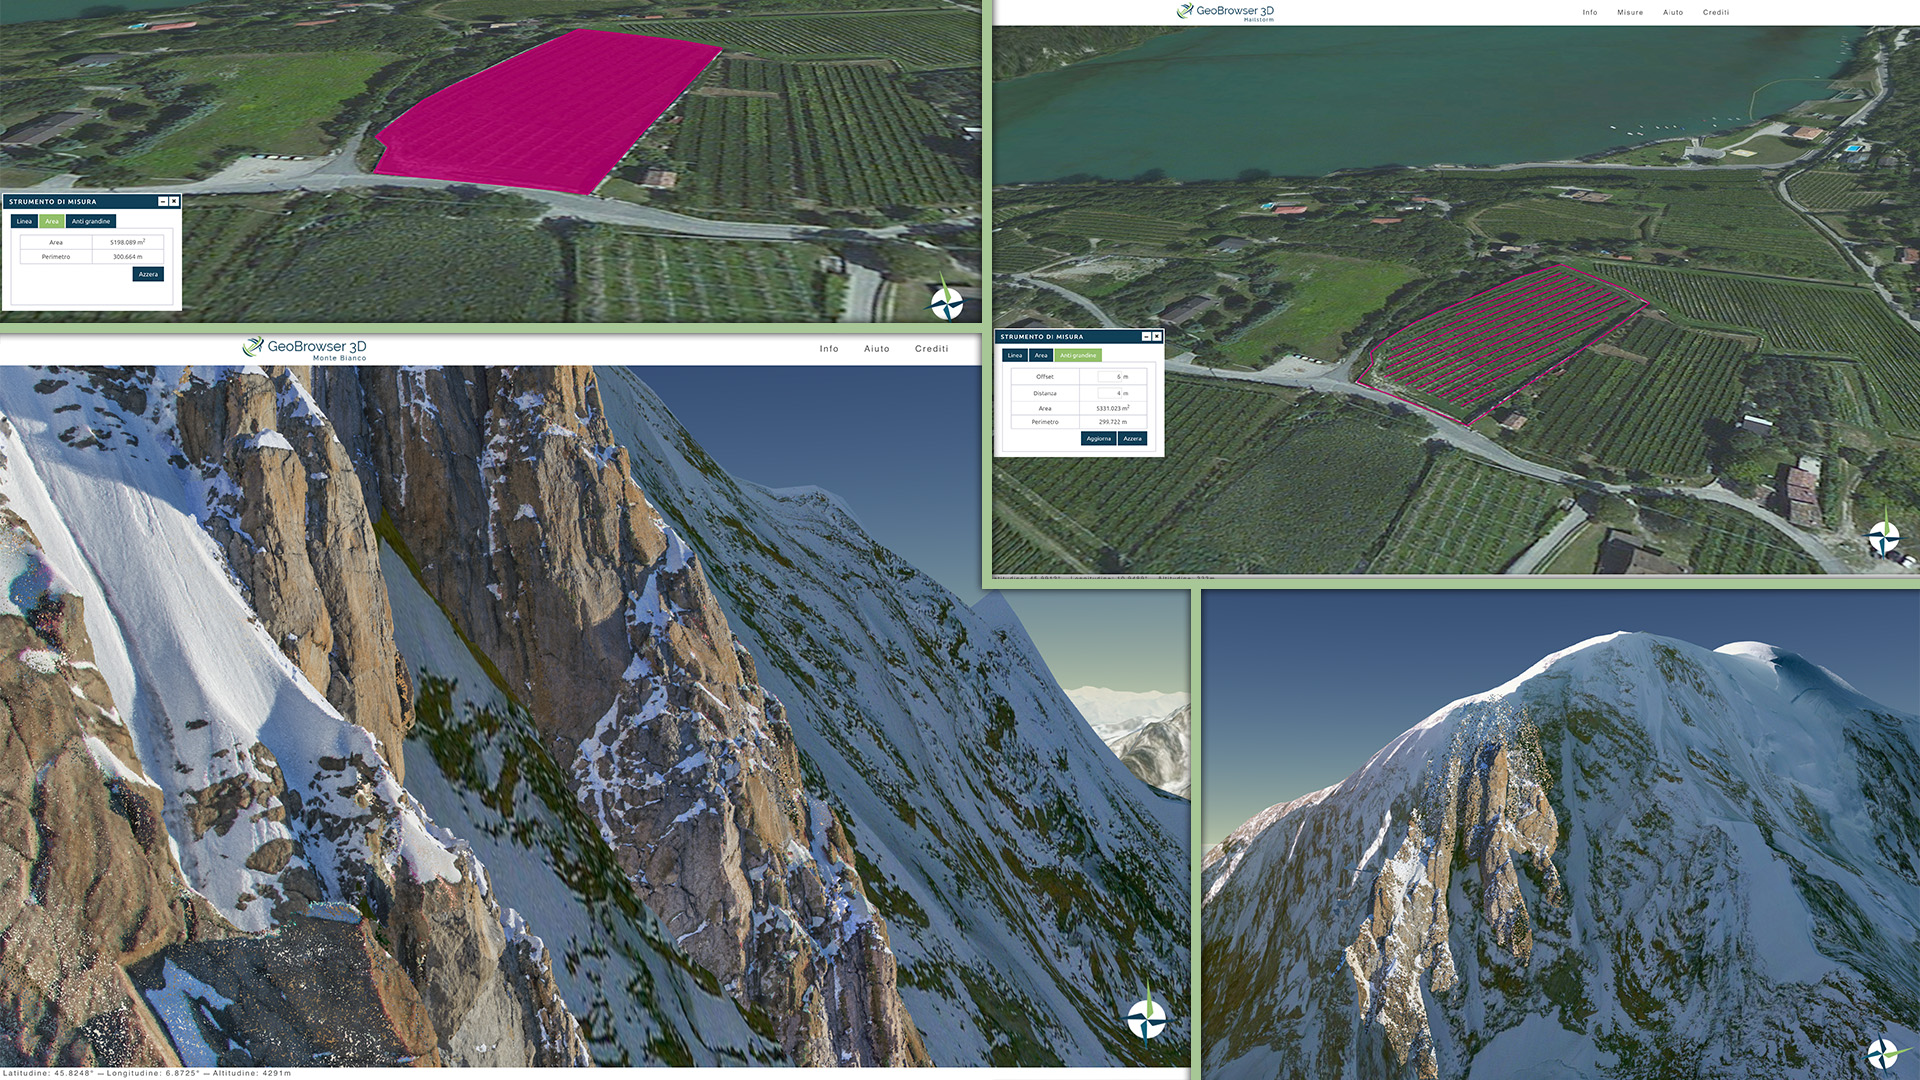 STRUMENTO DI MISURA
Linea Area Anti grandine
Area 5198.089 m²
Perimetro 300.664 m
Azzera
GeoBrowser 3D
Hailstorm
Info Misure Aiuto Crediti
STRUMENTO DI MISURA
Linea Area Anti grandine
Offset 6 m
Distanza 4 m
Area 5331.023 m²
Perimetro 299.722 m
Aggiorna Azzera
GeoBrowser 3D
Monte Bianco
Info Aiuto Crediti
Latitudine: 45.8248° — Longitudine: 6.8725° — Altitudine: 4291m